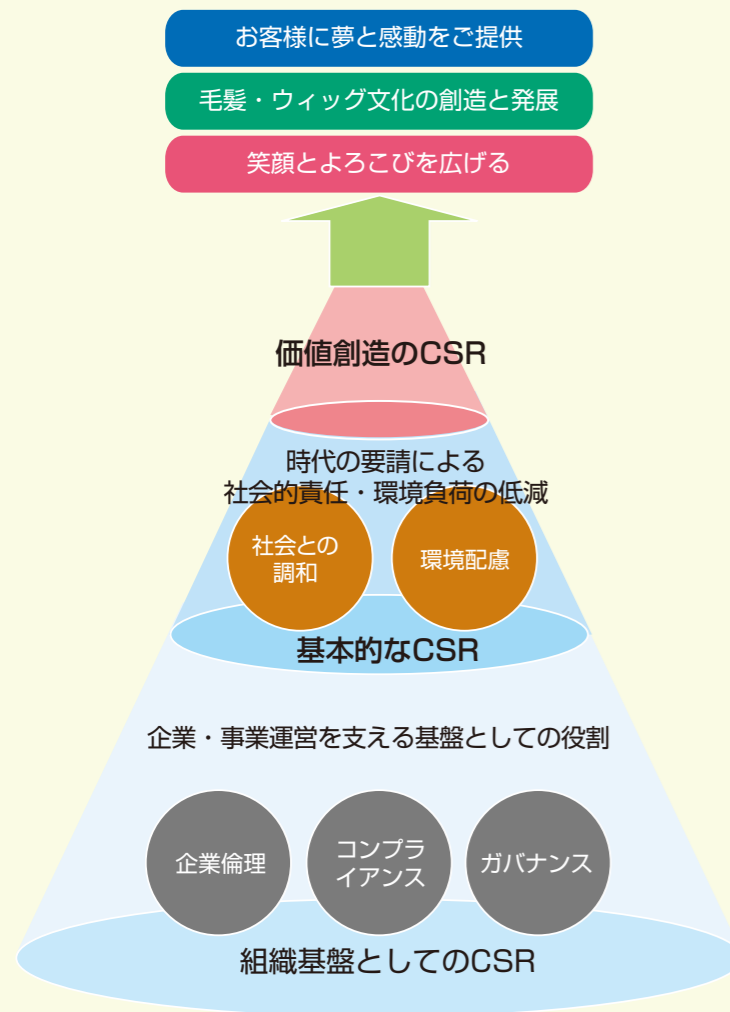 お客様に夢と感動をご提供
毛髪・ウィッグ文化の創造と発展
笑顔とよろこびを広げる
価値創造のCSR
時代の要請による
社会的責任・環境負荷の低減
社会との
調和
環境配慮
基本的なCSR
企業・事業運営を支える基盤としての役割
企業倫理
コンプラ
イアンス
ガバナンス
組織基盤としてのCSR